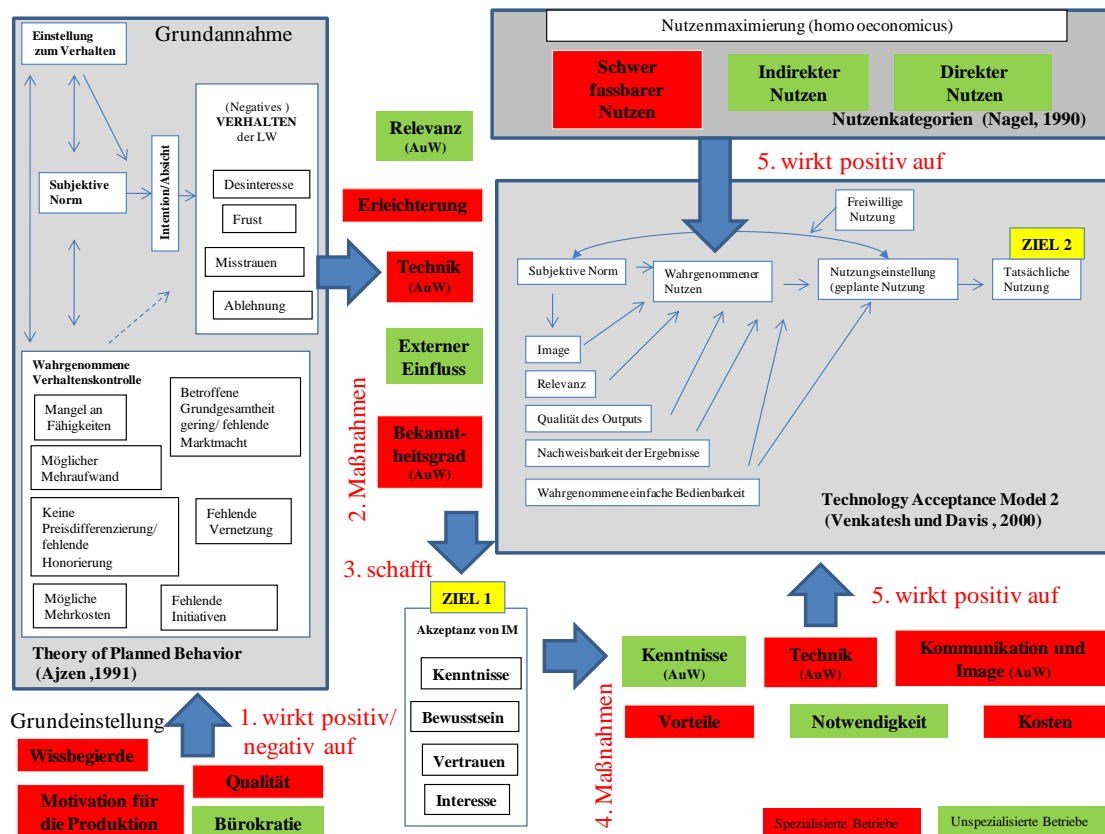 Grundannahme
Einstellung
zum Verhalten
Subjektive
Norm
Intention/Absicht
(Negatives )
VERHALTEN
der LW
Desinteresse
Frust
Misstrauen
Ablehnung
Wahrgenommene
Verhaltenskontrolle
Mangel an
Fähigkeiten
Betroffene
Grundgesamtheit
gering/ fehlende
Marktmacht
Möglicher
Mehraufwand
Keine
Preisdifferenzierung/
fehlende
Honorierung
Fehlende
Vernetzung
Mögliche
Mehrkosten
Fehlende
Initiativen
Theory of Planned Behavior
(Ajzen ,1991)
Grundeinstellung
1. wirkt positiv/
negativ auf
Wissbegierde
Motivation für
die Produktion
Qualität
Bürokratie
Relevanz
(AuW)
Erleichterung
Technik
(AuW)
Externer
Einfluss
Bekannt-
heitsgrad
(AuW)
2. Maßnahmen
3. schafft
ZIEL 1
Akzeptanz von IM
Kenntnisse
Bewusstsein
Vertrauen
Interesse
4. Maßnahmen
Kenntnisse
(AuW)
Technik
(AuW)
Kommunikation und
Image (AuW)
Vorteile
Notwendigkeit
Kosten
5. wirkt positiv auf
Nutzenmaximierung (homo oeconomicus)
Schwer
fassbarer
Nutzen
Indirekter
Nutzen
Direkter
Nutzen
Nutzenkategorien (Nagel, 1990)
5. wirkt positiv auf
Freiwillige
Nutzung
ZIEL 2
Subjektive Norm
Wahrgenommener
Nutzen
Nutzungseinstellung
(geplante Nutzung)
Tatsächliche
Nutzung
Image
Relevanz
Qualität des Outputs
Nachweisbarkeit der Ergebnisse
Wahrgenommene einfache Bedienbarkeit
Technology Acceptance Model 2
(Venkatesh und Davis , 2000)
Spezialisierte Betriebe
Unspezialisierte Betriebe